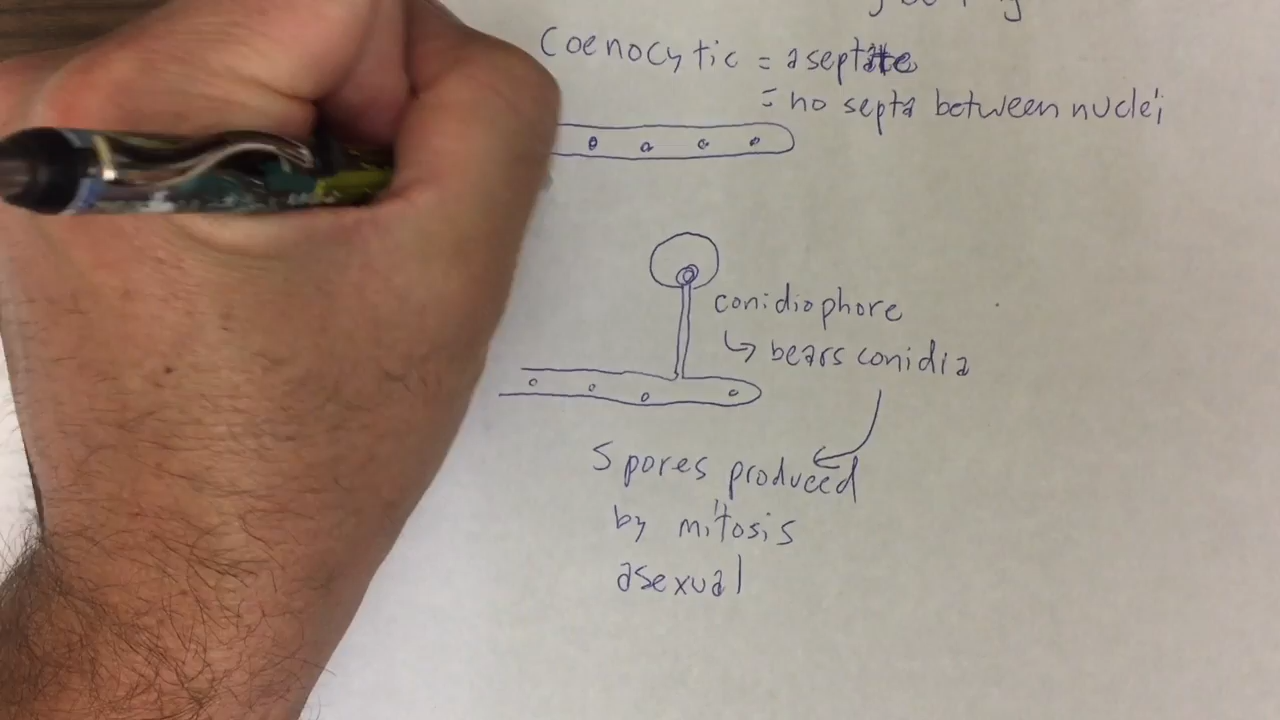 Coenocytic = aseptate
= no septa between nuclei
conidiophore
↳ bears conidia
Spores produced
by mitosis
asexual